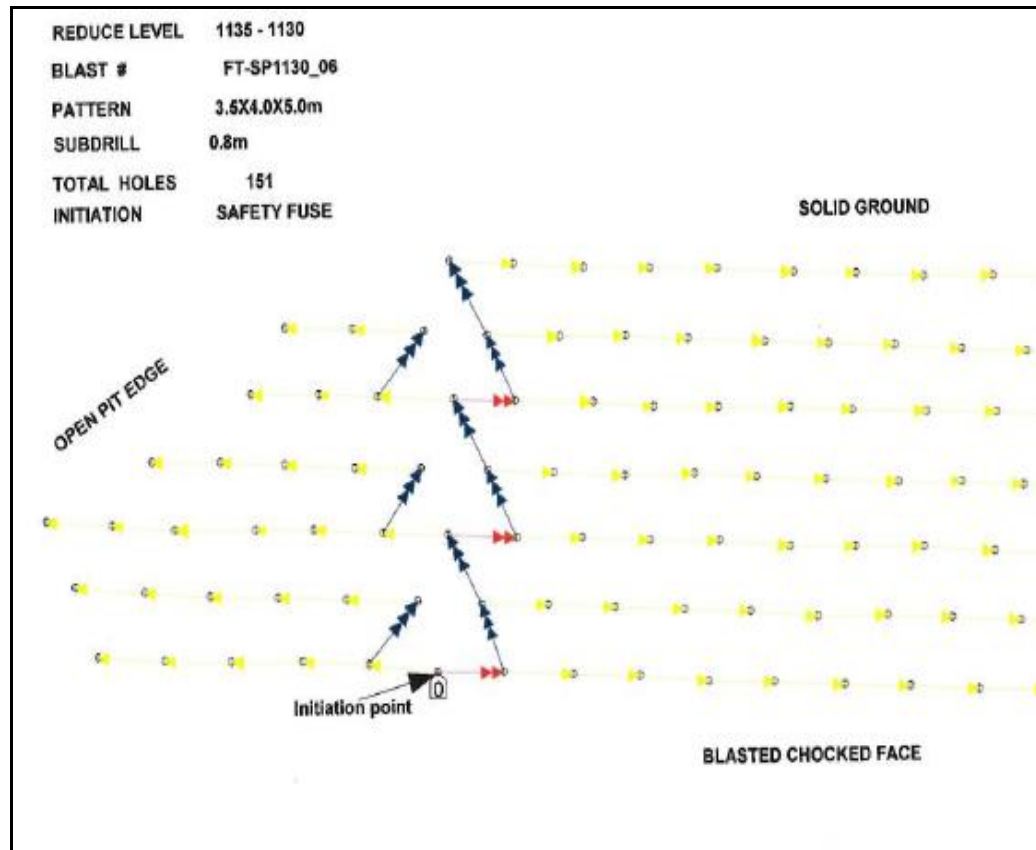 REDUCE LEVEL 1135 - 1130
BLAST # FT-SP1130_06
PATTERN 3.5X4.0X5.0m
SUBDRILL 0.8m
TOTAL HOLES 151
INITIATION SAFETY FUSE
SOLID GROUND
OPEN PIT EDGE
D
Initiation point
BLASTED CHOCKED FACE